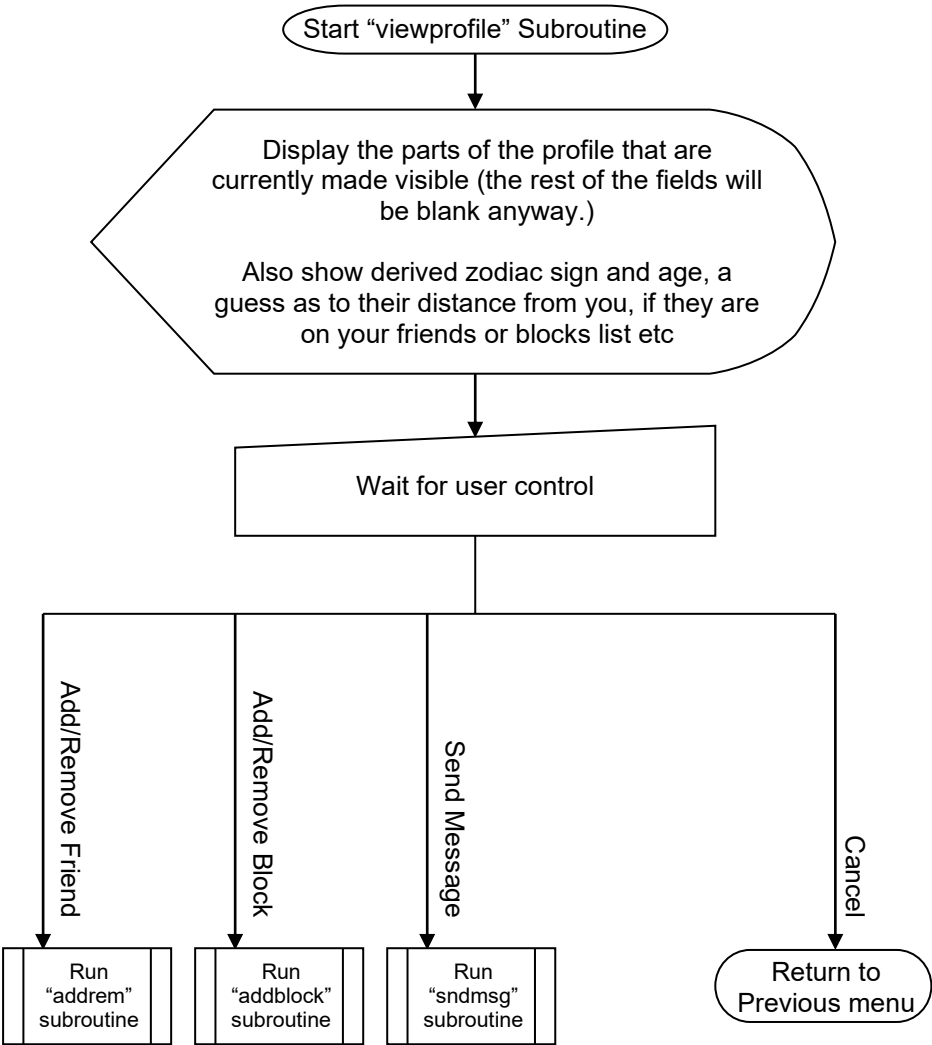 Start “viewprofile” Subroutine
Display the parts of the profile that are
currently made visible (the rest of the fields will
be blank anyway.)
Also show derived zodiac sign and age, a
guess as to their distance from you, if they are
on your friends or blocks list etc
Wait for user control
Add/Remove Friend
Add/Remove Block
Send Message
Cancel
Run
“addrem”
subroutine
Run
“addblock”
subroutine
Run
“sndmsg”
subroutine
Return to
Previous menu